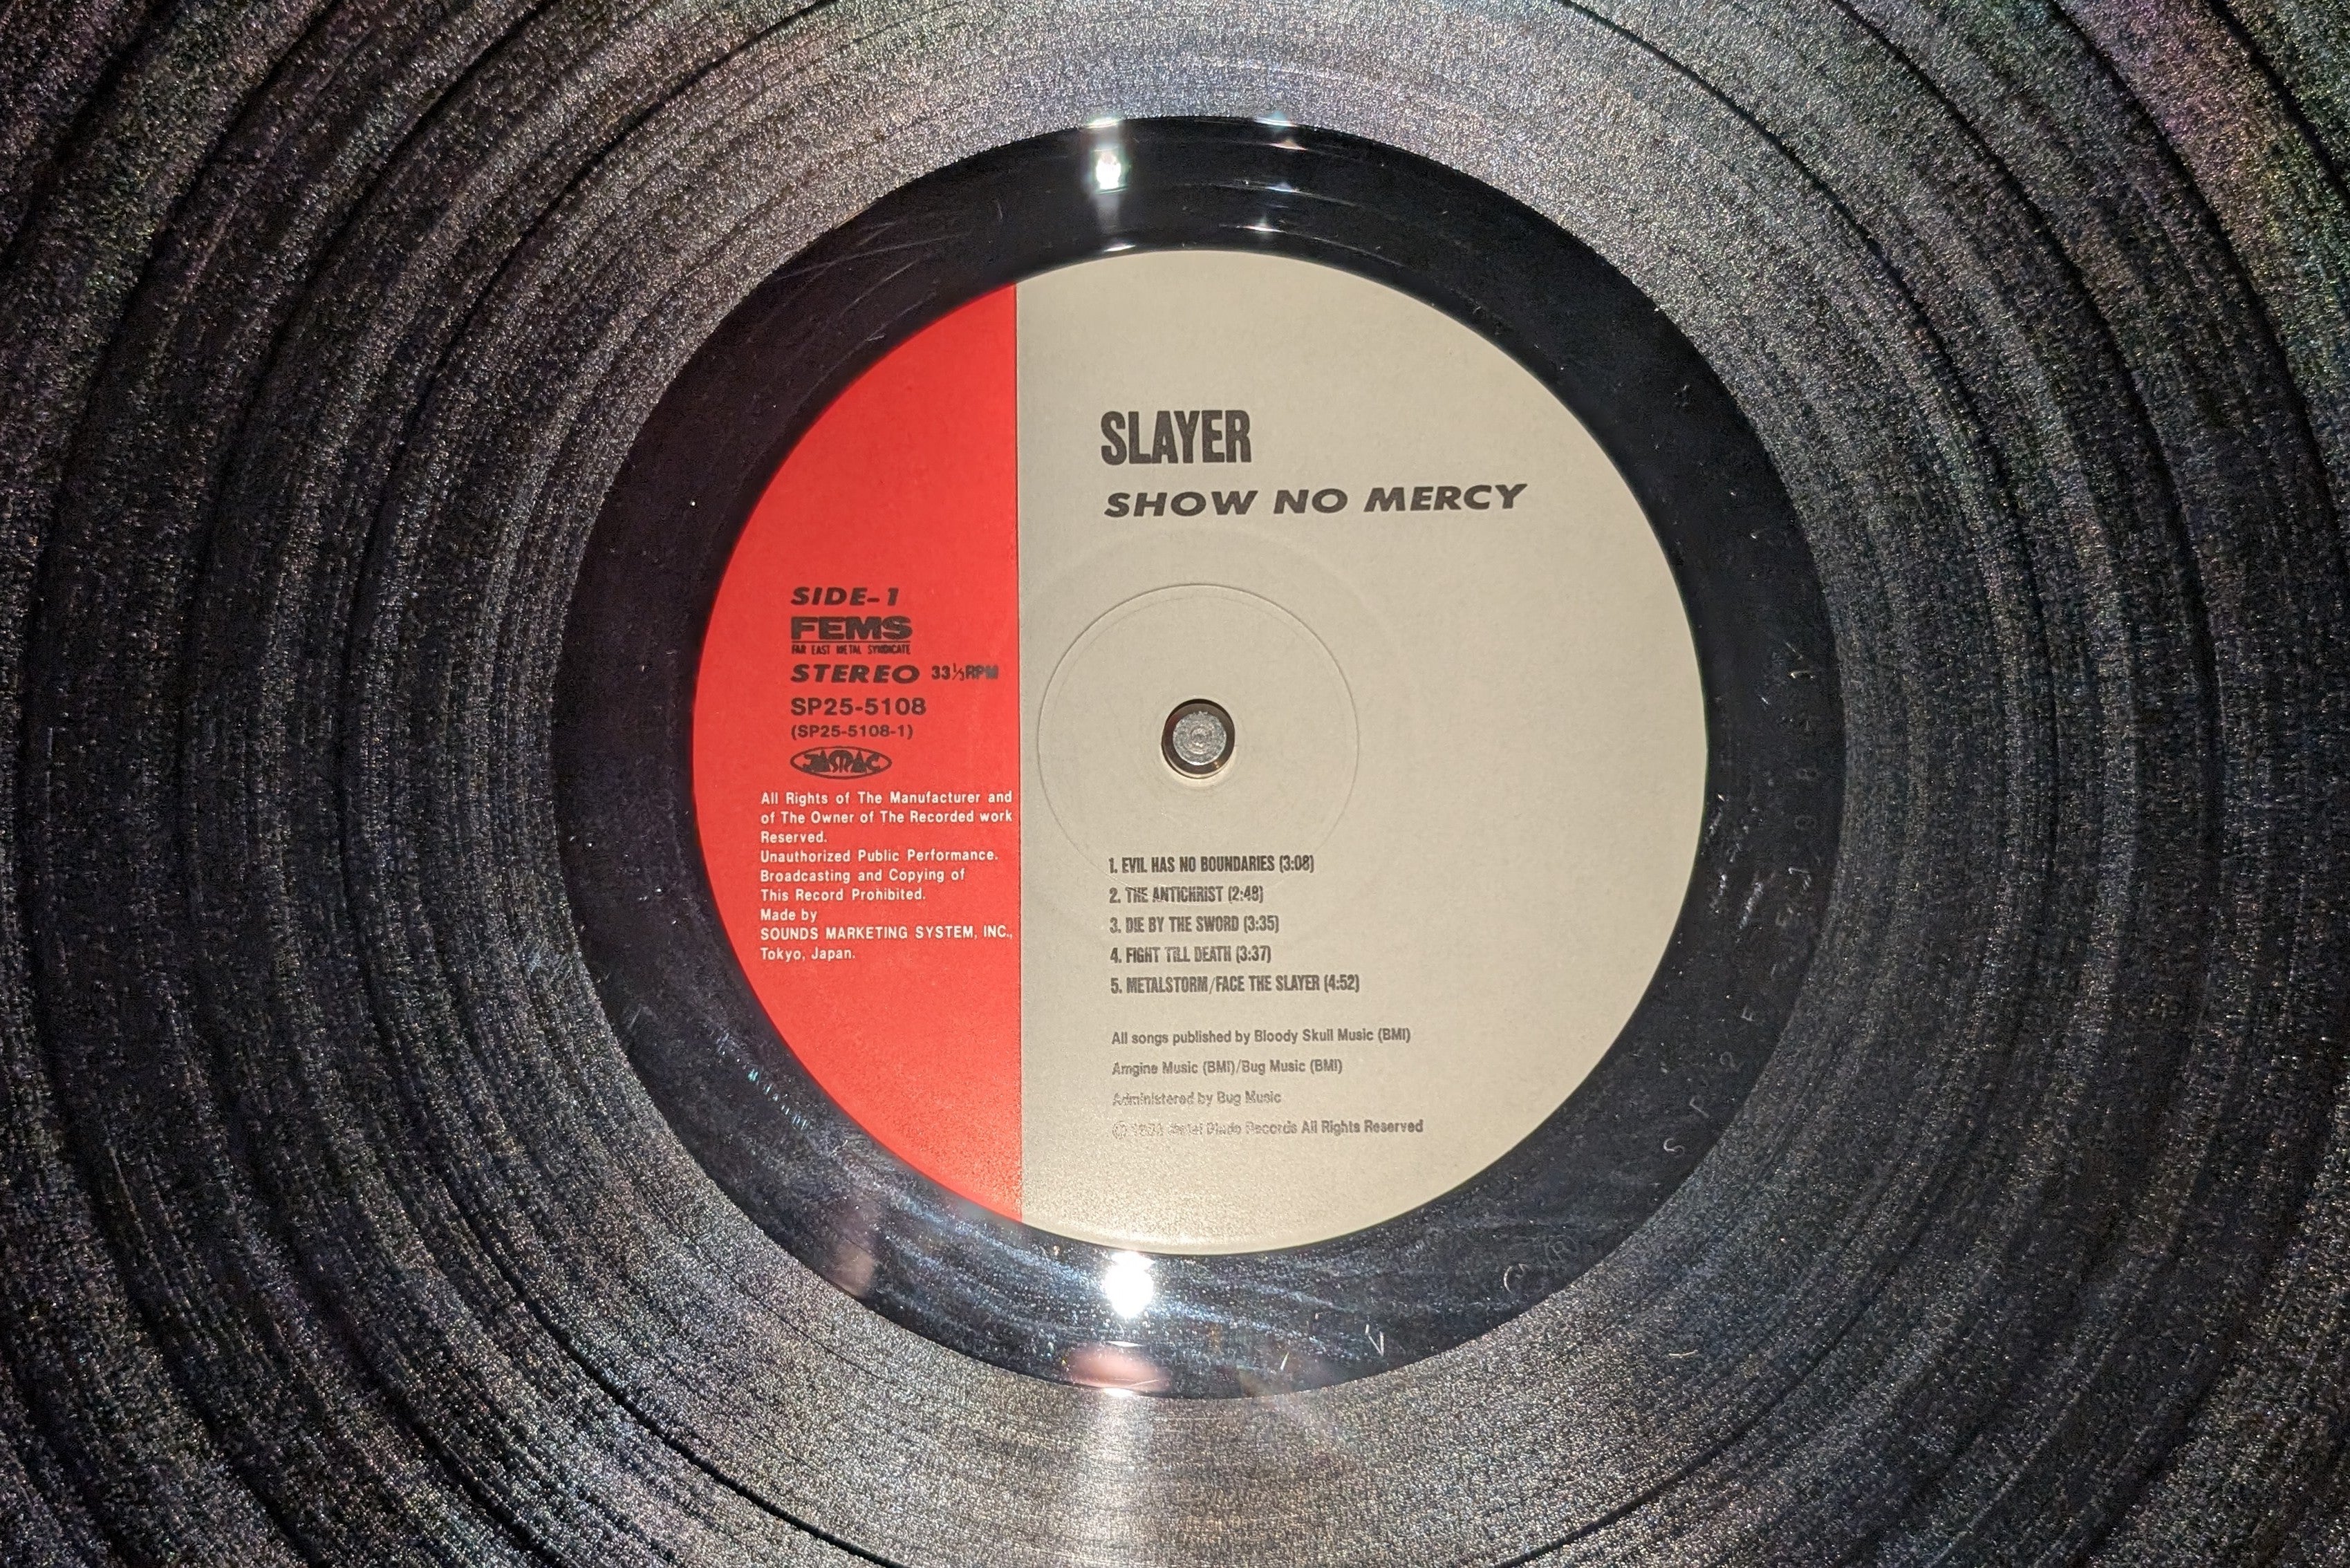 SLAYER
SHOW NO MERCY
SIDE-1
FEMS
FAR EAST METAL SYNDICATE
STEREO 33⅓RPM
SP25-5108
(SP25-5108-1)
JASRAC
All Rights of The Manufacturer and
of The Owner of The Recorded work
Reserved.
Unauthorized Public Performance.
Broadcasting and Copying of
This Record Prohibited.
Made by
SOUNDS MARKETING SYSTEM, INC.,
Tokyo, Japan.
1. EVIL HAS NO BOUNDARIES (3:08)
2. THE ANTICHRIST (2:48)
3. DIE BY THE SWORD (3:35)
4. FIGHT TILL DEATH (3:37)
5. METALSTORM/FACE THE SLAYER (4:52)
All songs published by Bloody Skull Music (BMI)
Amgine Music (BMI)/Bug Music (BMI)
Administered by Bug Music
Records All Rights Reserved